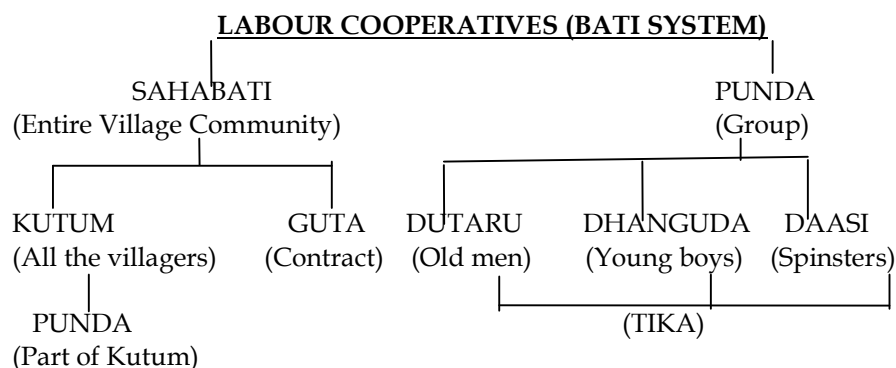 LABOUR COOPERATIVES (BATI SYSTEM)
SAHABATI PUNDA
(Entire Village Community) (Group)
KUTUM GUTA DUTARU DHANGUDA DAASI
(All the villagers) (Contract) (Old men) (Young boys) (Spinsters)
PUNDA (TIKA)
(Part of Kutum)